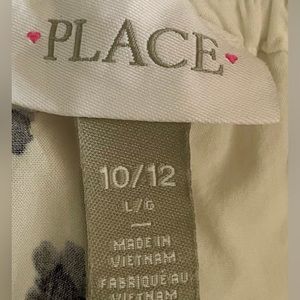 PLACE
10/12
L/G
MADE IN
VIETNAM
FABRIQUÉ AU
VIETNAM